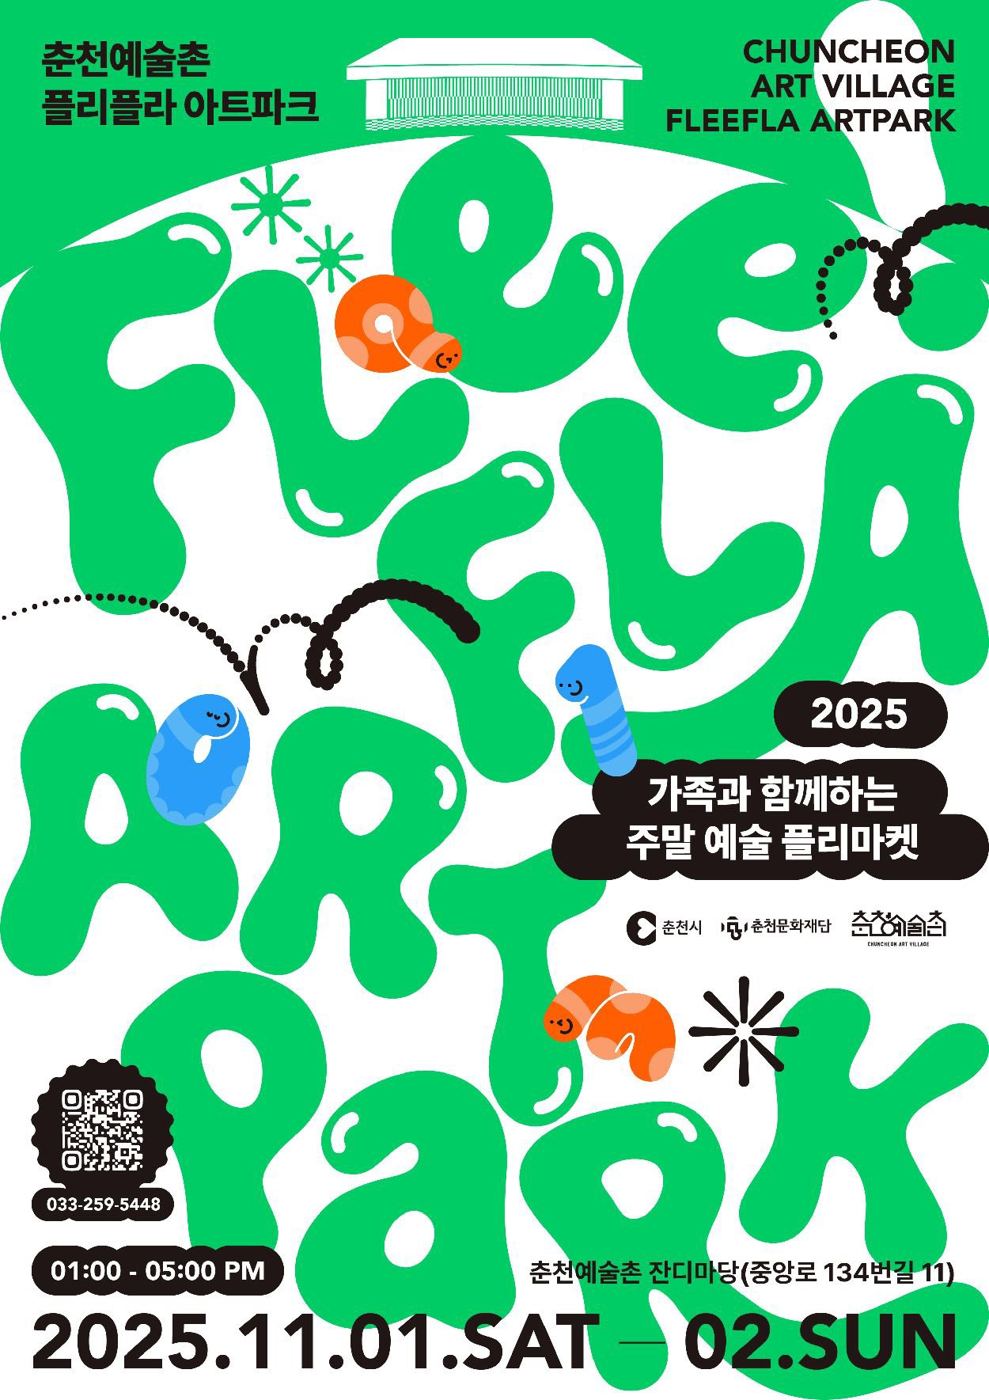 춘천예술촌
플리플라 아트파크
CHUNCHEON
ART VILLAGE
FLEEFLA ARTPARK
FLeee!
FLA
ART
PaRK
2025
가족과 함께하는
주말 예술 플리마켓
춘천시
춘천문화재단
춘천예술촌
CHUNCHEON ART VILLAGE
033-259-5448
01:00 - 05:00 PM
춘천예술촌 잔디마당(중앙로 134번길 11)
2025.11.01.SAT — 02.SUN